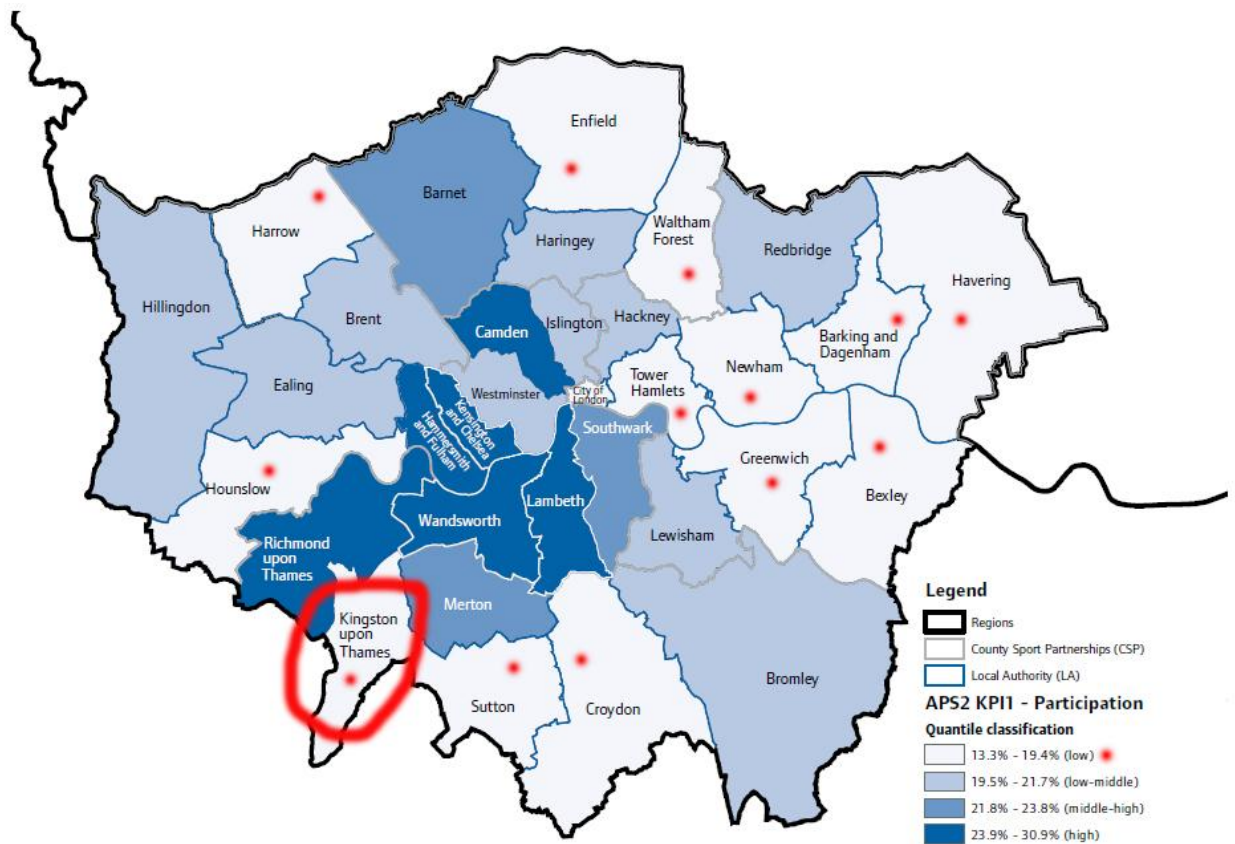 Enfield
Barnet
Harrow
Waltham
Forest
Haringey
Redbridge
Havering
Hillingdon
Brent
Camden
Islington
Hackney
Barking and
Dagenham
Newham
Ealing
Tower
Hamlets
Westminster
City of
London
Kensington
and Chelsea
Hammersmith
and Fulham
Southwark
Greenwich
Hounslow
Bexley
Lambeth
Wandsworth
Lewisham
Richmond
upon
Thames
Kingston
upon
Thames
Merton
Bromley
Sutton
Croydon
Legend
Regions
County Sport Partnerships (CSP)
Local Authority (LA)
APS2 KPI1 - Participation
Quantile classification
13.3% - 19.4% (low)
19.5% - 21.7% (low-middle)
21.8% - 23.8% (middle-high)
23.9% - 30.9% (high)